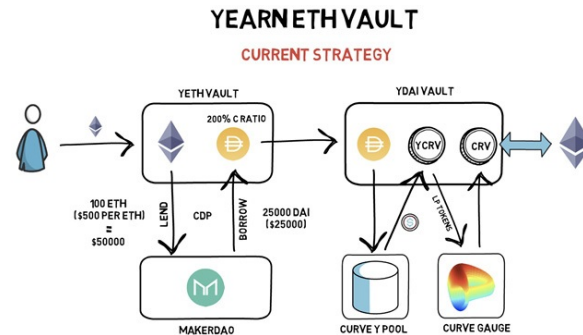 YEARN ETH VAULT
CURRENT STRATEGY
YETH VAULT
YDAI VAULT
200% C RATIO
YCRV
CRV
100 ETH
($500 PER ETH)
=
$50000
LEND
CDP
BORROW
25000 DAI
($25000)
LP TOKENS
S
MAKERDAO
CURVE Y POOL
CURVE GAUGE